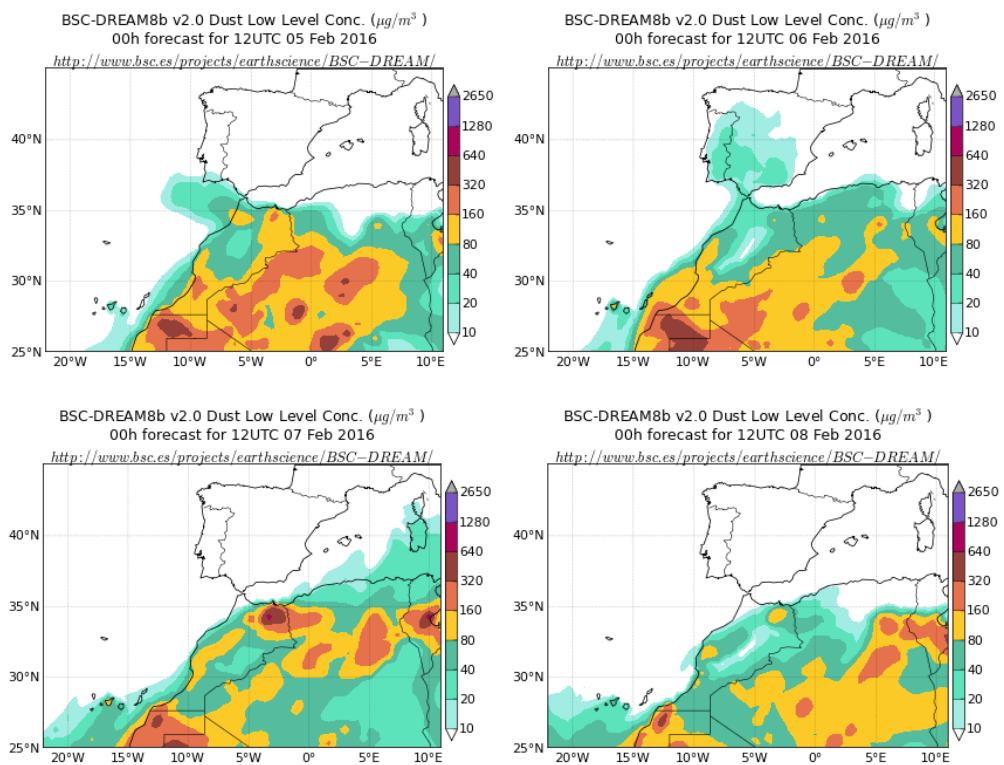 BSC-DREAM8b v2.0 Dust Low Level Conc. (μg/m³ )
00h forecast for 12UTC 05 Feb 2016
http://www.bsc.es/projects/earthscience/BSC−DREAM/
2650
1280
640
320
160
80
40
20
10
40°N
35°N
30°N
25°N
20°W 15°W 10°W 5°W 0° 5°E 10°E
BSC-DREAM8b v2.0 Dust Low Level Conc. (μg/m³ )
00h forecast for 12UTC 06 Feb 2016
http://www.bsc.es/projects/earthscience/BSC−DREAM/
2650
1280
640
320
160
80
40
20
10
40°N
35°N
30°N
25°N
20°W 15°W 10°W 5°W 0° 5°E 10°E
BSC-DREAM8b v2.0 Dust Low Level Conc. (μg/m³ )
00h forecast for 12UTC 07 Feb 2016
http://www.bsc.es/projects/earthscience/BSC−DREAM/
2650
1280
640
320
160
80
40
20
10
40°N
35°N
30°N
25°N
20°W 15°W 10°W 5°W 0° 5°E 10°E
BSC-DREAM8b v2.0 Dust Low Level Conc. (μg/m³ )
00h forecast for 12UTC 08 Feb 2016
http://www.bsc.es/projects/earthscience/BSC−DREAM/
2650
1280
640
320
160
80
40
20
10
40°N
35°N
30°N
25°N
20°W 15°W 10°W 5°W 0° 5°E 10°E